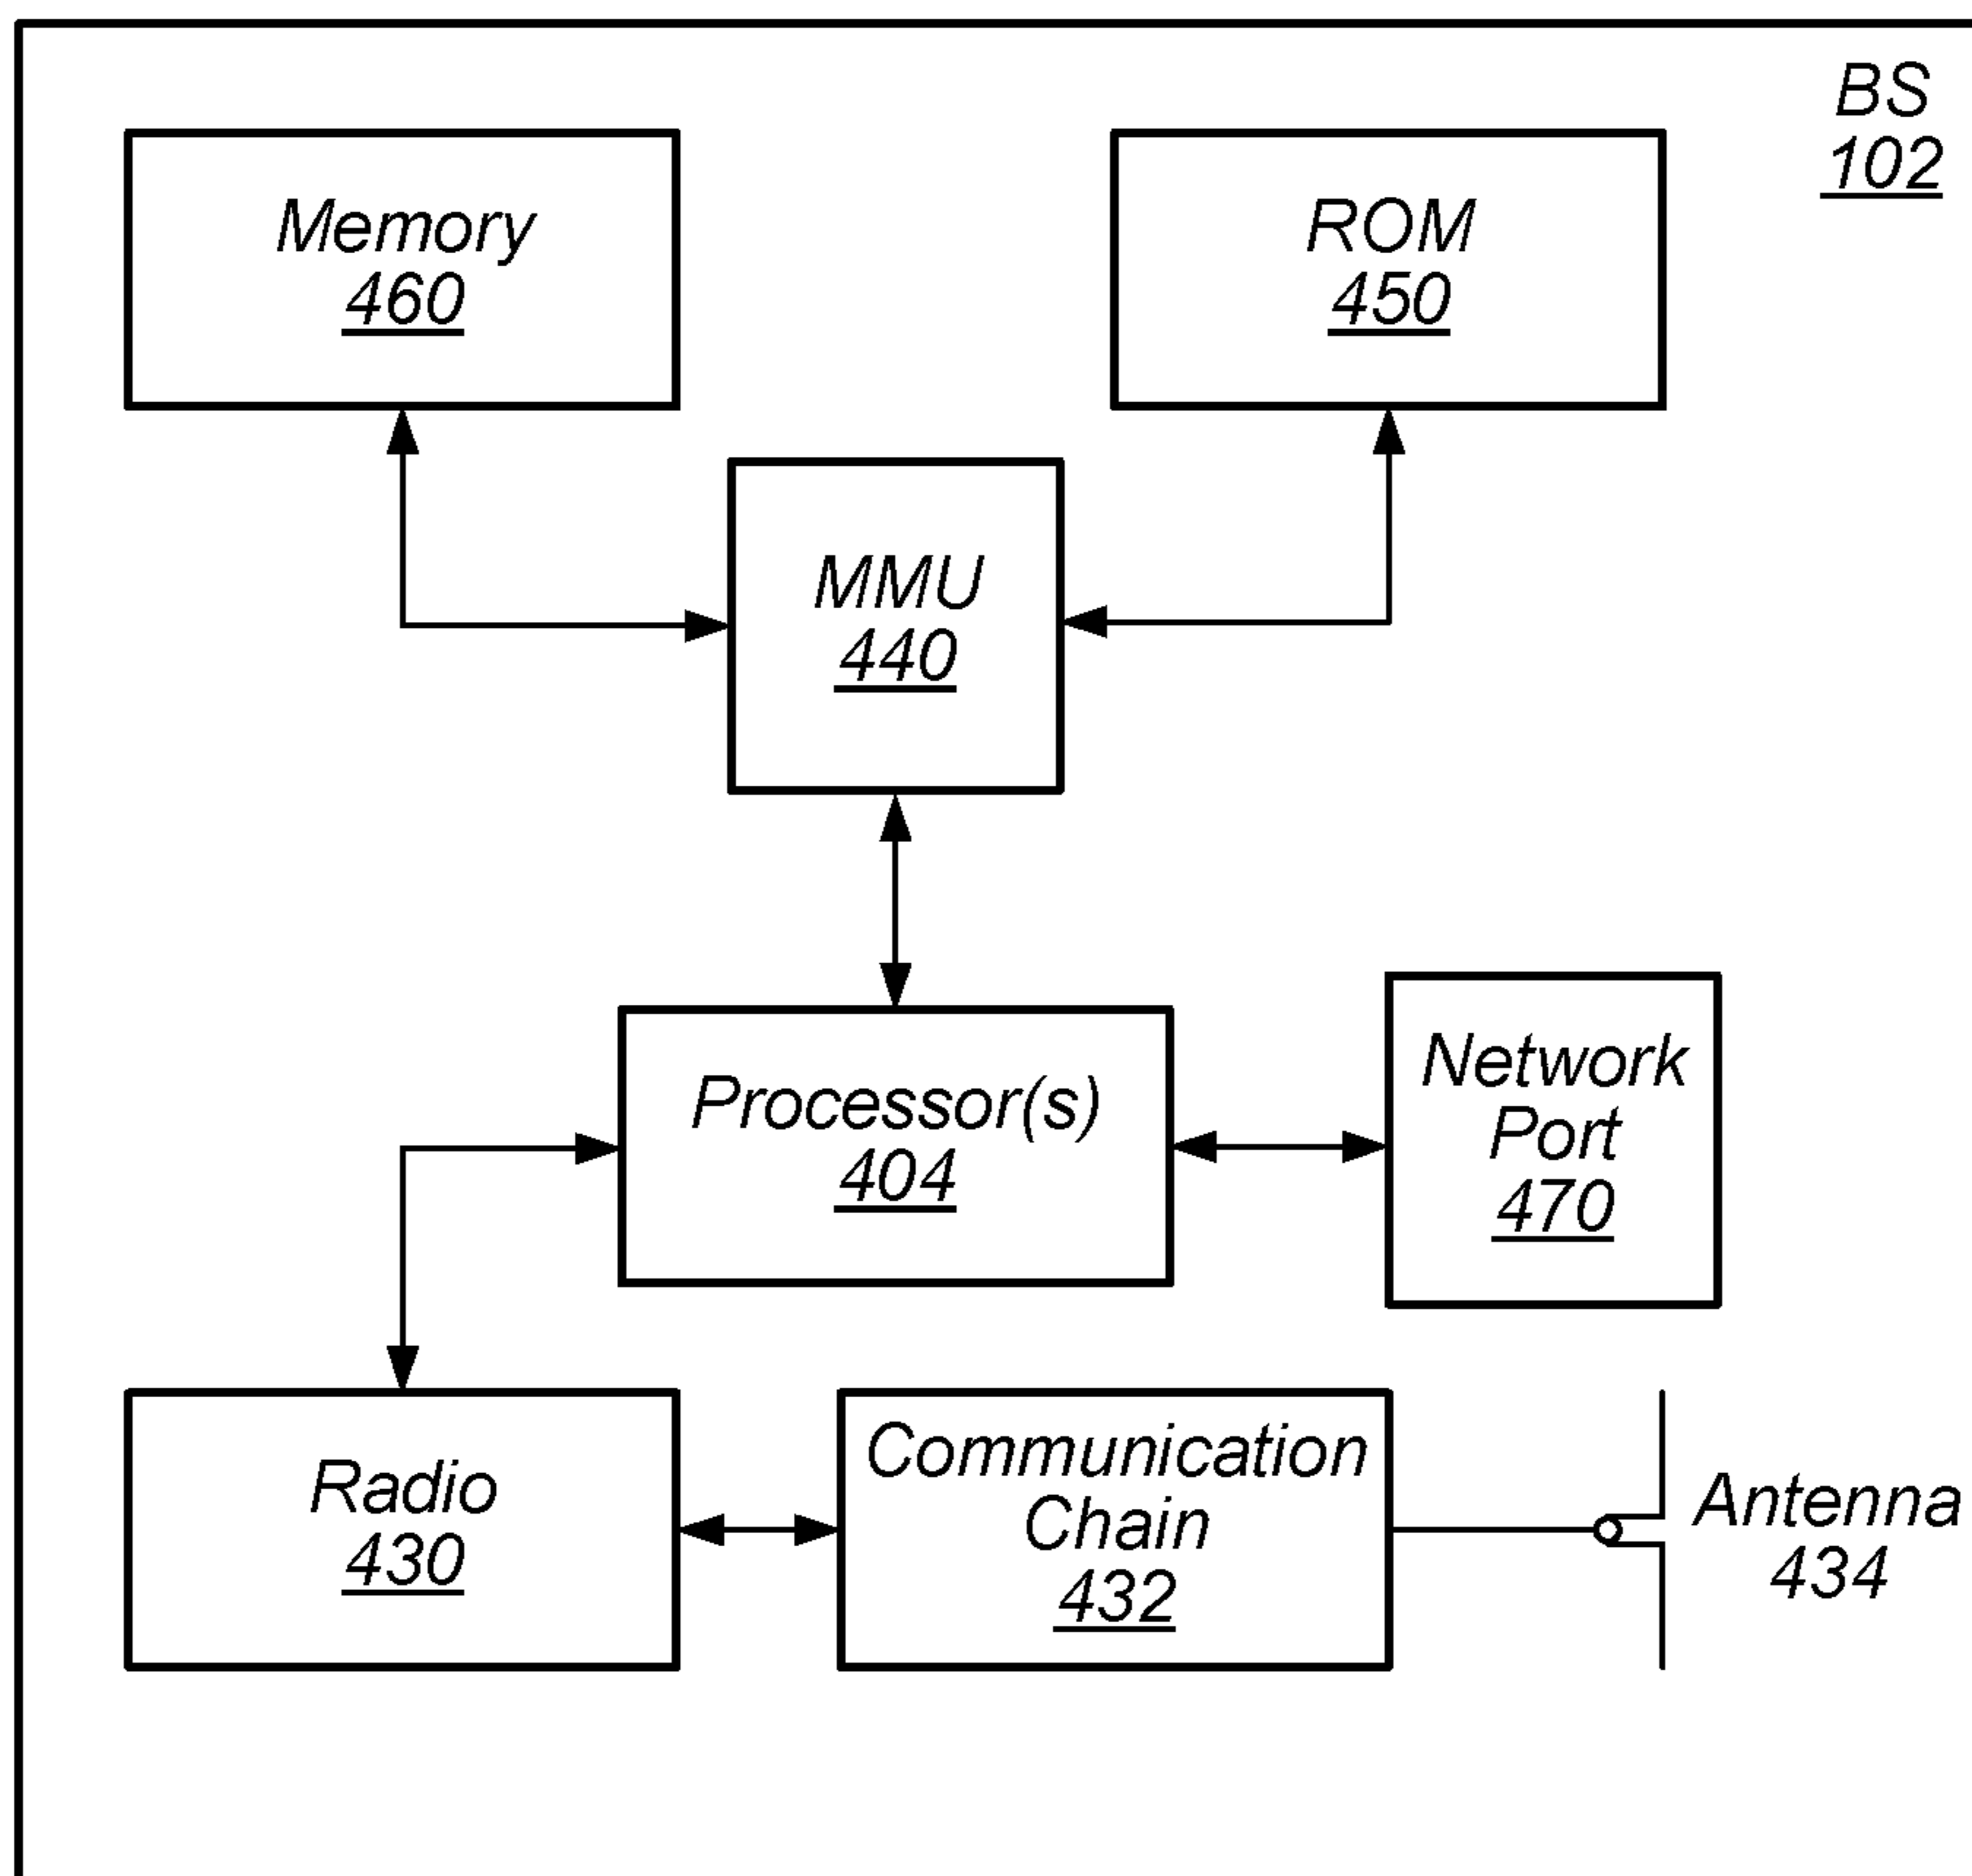 BS
102
Memory
460
ROM
450
MMU
440
Processor(s)
404
Network
Port
470
Radio
430
Communication
Chain
432
Antenna
434